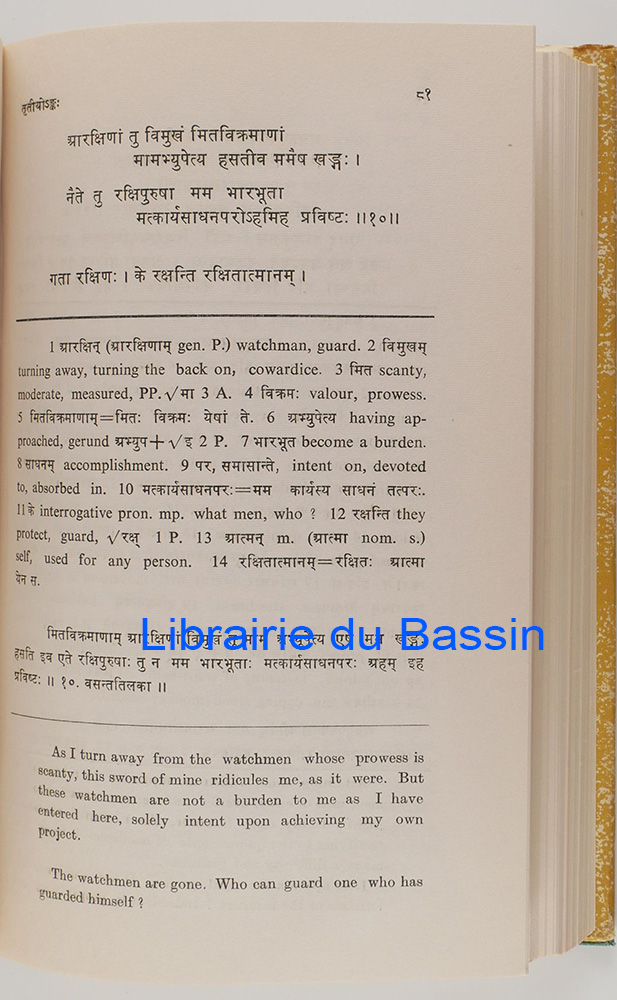 तृतीयोऽङ्कः ८१
आरक्षिणां तु विमुखं मितविक्रमाणां
मामभ्युपेत्य हसतीव ममैष खड्गः ।
नैते तु रक्षिपुरुषा मम भारभूता
मत्कार्यसाधनपरोऽहमिह प्रविष्टः ॥१०॥
गता रक्षिणः । के रक्षन्ति रक्षितात्मानम् ।
1 आरक्षिन् (आरक्षिणाम् gen. P.) watchman, guard. 2 विमुखम्
turning away, turning the back on, cowardice. 3 मित scanty,
moderate, measured, PP. √मा 3 A. 4 विक्रमः valour, prowess.
5 मितविक्रमाणाम्=मितः विक्रमः येषां ते. 6 अभ्युपेत्य having ap-
proached, gerund अभ्युप+√इ 2 P. 7 भारभूत become a burden.
8 साधनम् accomplishment. 9 पर, समासान्ते, intent on, devoted
to, absorbed in. 10 मत्कार्यसाधनपरः=मम कार्यस्य साधनं तत्परः.
11 के interrogative pron. mp. what men, who ? 12 रक्षन्ति they
protect, guard, √रक्ष् 1 P. 13 आत्मन् m. (आत्मा nom. s.)
self, used for any person. 14 रक्षितात्मानम्=रक्षितः आत्मा
येन स.
मितविक्रमाणाम् आरक्षिणां विमुखं तु माम् अभ्युपेत्य एष मम खड्गः
हसति इव एते रक्षिपुरुषाः तु न मम भारभूताः मत्कार्यसाधनपरः अहम् इह
प्रविष्टः ॥ १०. वसन्ततिलका ॥
Librairie du Bassin
As I turn away from the watchmen whose prowess is
scanty, this sword of mine ridicules me, as it were. But
these watchmen are not a burden to me as I have
entered here, solely intent upon achieving my own
project.
The watchmen are gone. Who can guard one who has
guarded himself ?